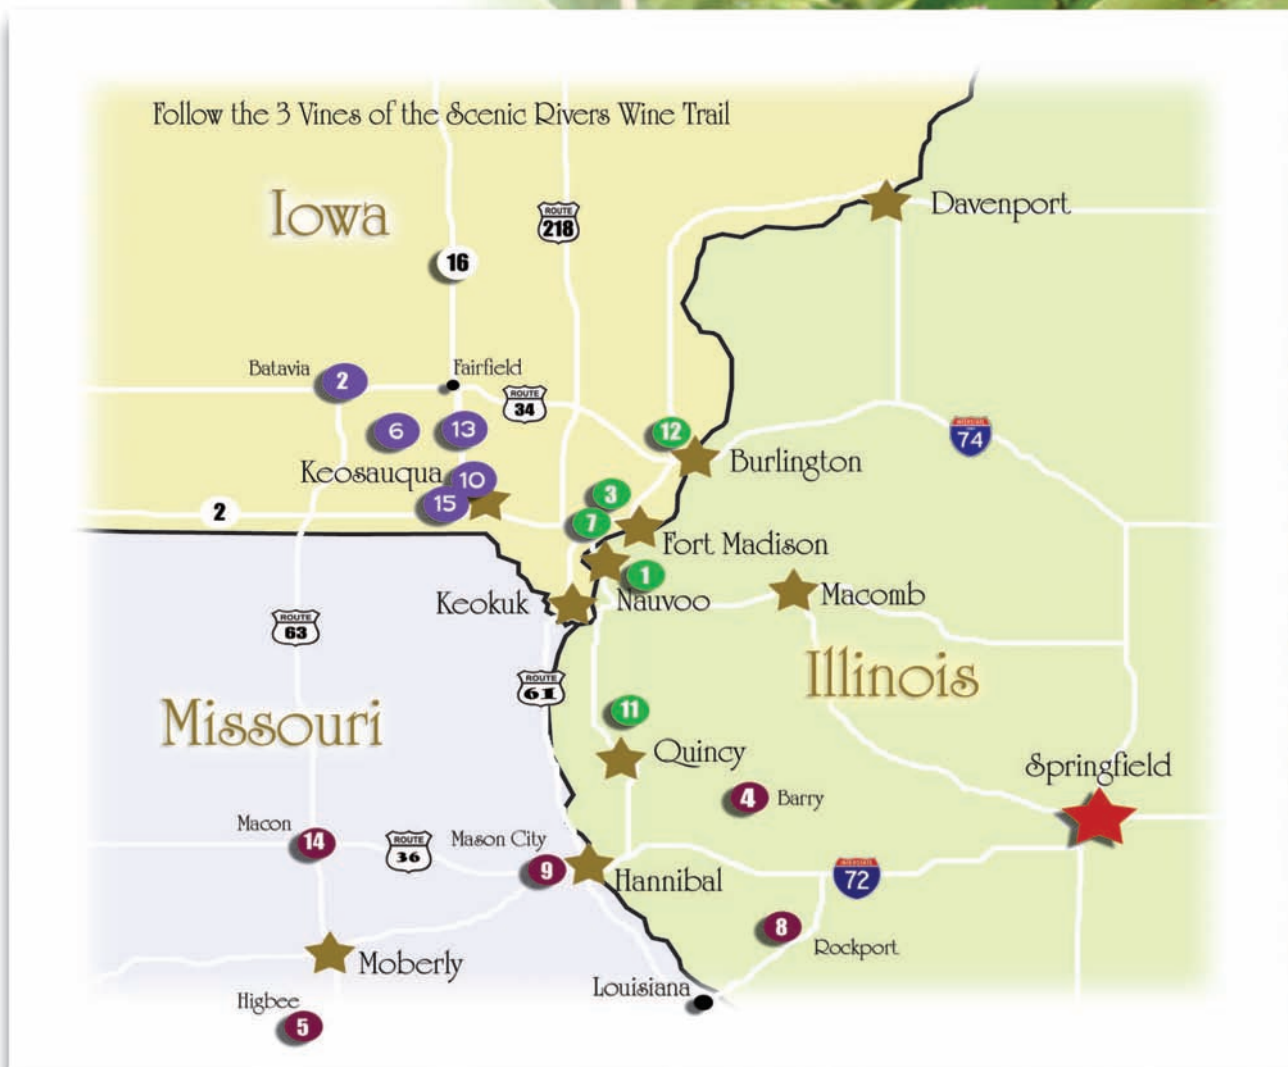 Follow the 3 Vines of the Scenic Rivers Wine Trail
Iowa
ROUTE
218
Davenport
16
Batavia
2
Fairfield
ROUTE
34
6
13
12
INTERSTATE
74
Keosauqua
10
Burlington
15
3
2
7
Fort Madison
1
Keokuk
Nauvoo
Macomb
ROUTE
63
ROUTE
61
Illinois
Missouri
11
Quincy
Springfield
4
Barry
Macon
14
ROUTE
36
Mason City
9
Hannibal
INTERSTATE
72
8
Rockport
Moberly
Louisiana
Higbee
5